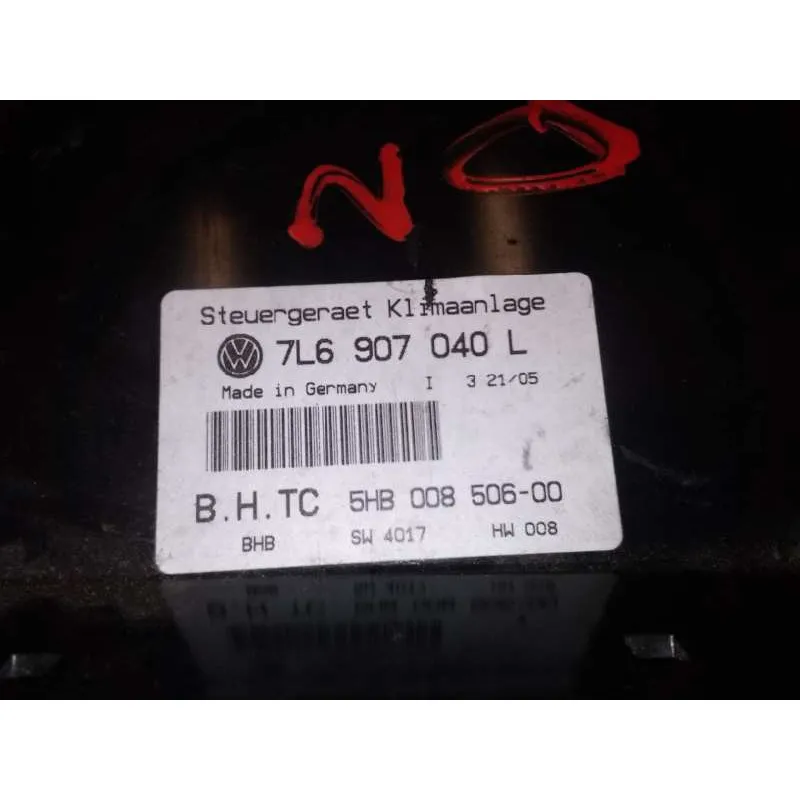 NO
Steuergeraet Klimaanlage
VW 7L6 907 040 L
Made in Germany I 3 21/05
B.H.TC 5HB 008 506-00
BHB SW 4017 HW 008